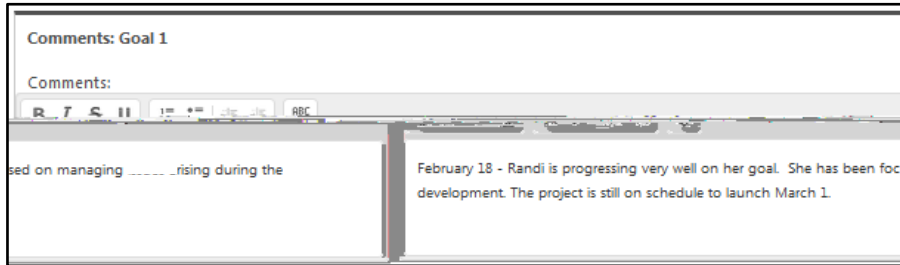 Comments: Goal 1
Comments:
B I S U ABC
sed on managing rising during the
February 18 - Randi is progressing very well on her goal. She has been foc
development. The project is still on schedule to launch March 1.